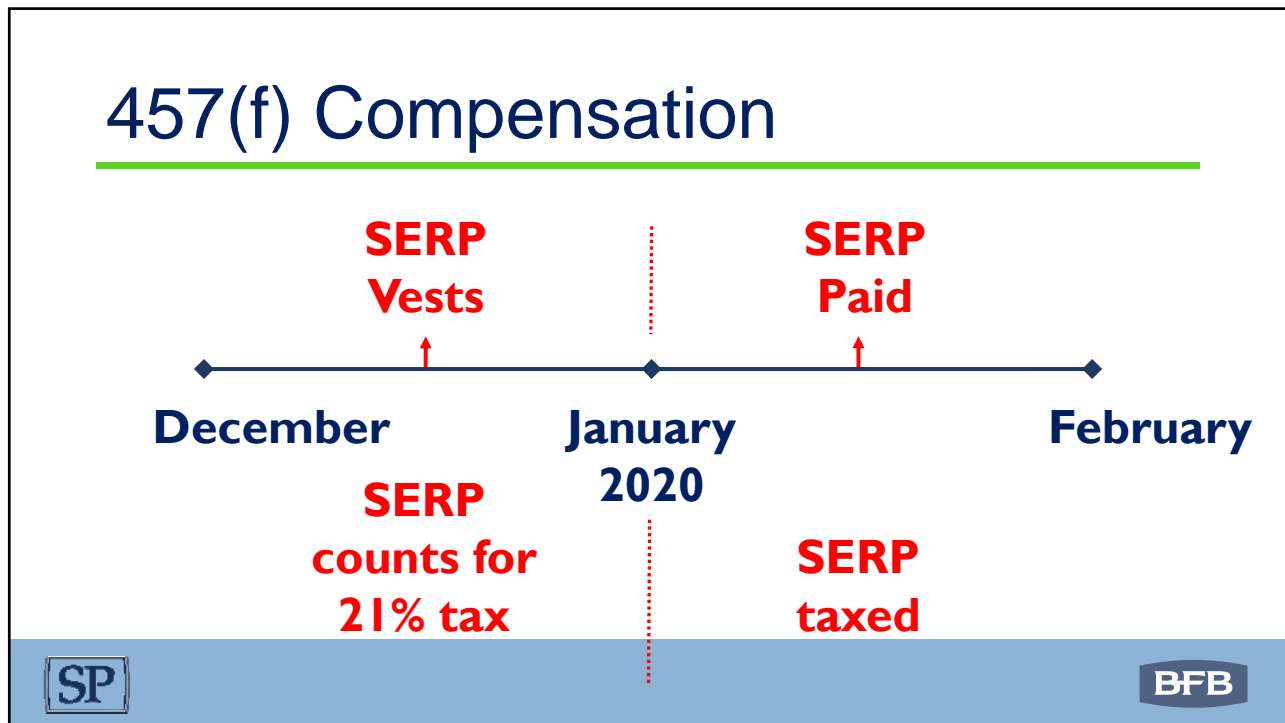 457(f) Compensation
SERP
Vests
SERP
Paid
December
January
2020
February
SERP
counts for
21% tax
SERP
taxed
SP
BFB